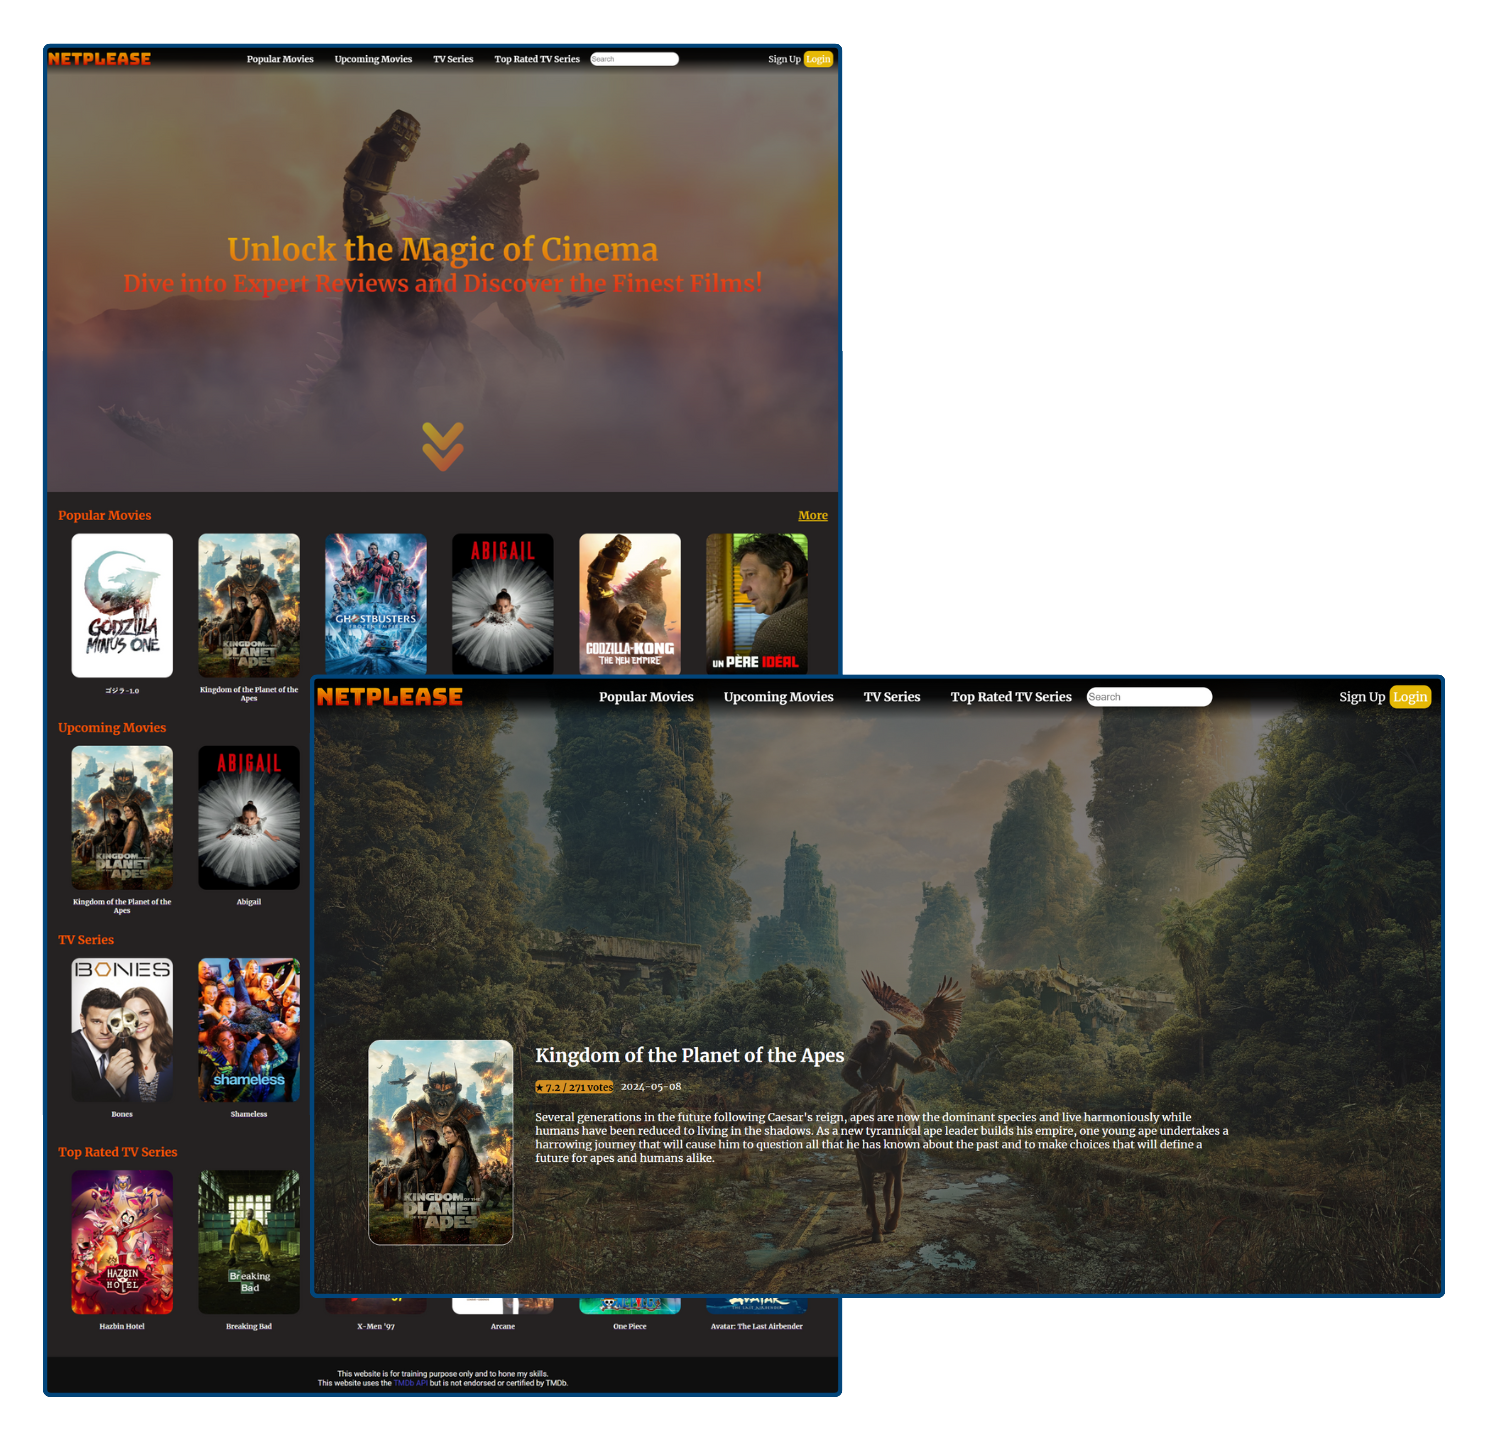 NETPLEASE
Popular Movies Upcoming Movies TV Series Top Rated TV Series Search Sign Up Login
Unlock the Magic of Cinema
Dive into Expert Reviews and Discover the Finest Films!
Popular Movies More
GODZILLA
MINUS ONE
KINGDOM OF THE
PLANET
OF THE
APES
GHOSTBUSTERS
FROZEN EMPIRE
ABIGAIL
GODZILLA-KONG
THE NEW EMPIRE
UN PÈRE IDÉAL
ゴジラ-1.0
Kingdom of the Planet of the
Apes
Upcoming Movies
KINGDOM OF THE
PLANET
OF THE
APES
ABIGAIL
Kingdom of the Planet of the
Apes
Abigail
TV Series
BONES
shameless
Bones
Shameless
Top Rated TV Series
HAZBIN
HOTEL
Breaking
Bad
AVATAR
THE LAST AIRBENDER
Hazbin Hotel
Breaking Bad
X-Men '97
Arcane
One Piece
Avatar: The Last Airbender
This website is for training purpose only and to hone my skills.
This website uses the TMDb API but is not endorsed or certified by TMDb.
NETPLEASE
Popular Movies Upcoming Movies TV Series Top Rated TV Series Search Sign Up Login
KINGDOM OF THE
PLANET
OF THE
APES
Kingdom of the Planet of the Apes
★ 7.2 / 271 votes 2024-05-08
Several generations in the future following Caesar's reign, apes are now the dominant species and live harmoniously while
humans have been reduced to living in the shadows. As a new tyrannical ape leader builds his empire, one young ape undertakes a
harrowing journey that will cause him to question all that he has known about the past and to make choices that will define a
future for apes and humans alike.